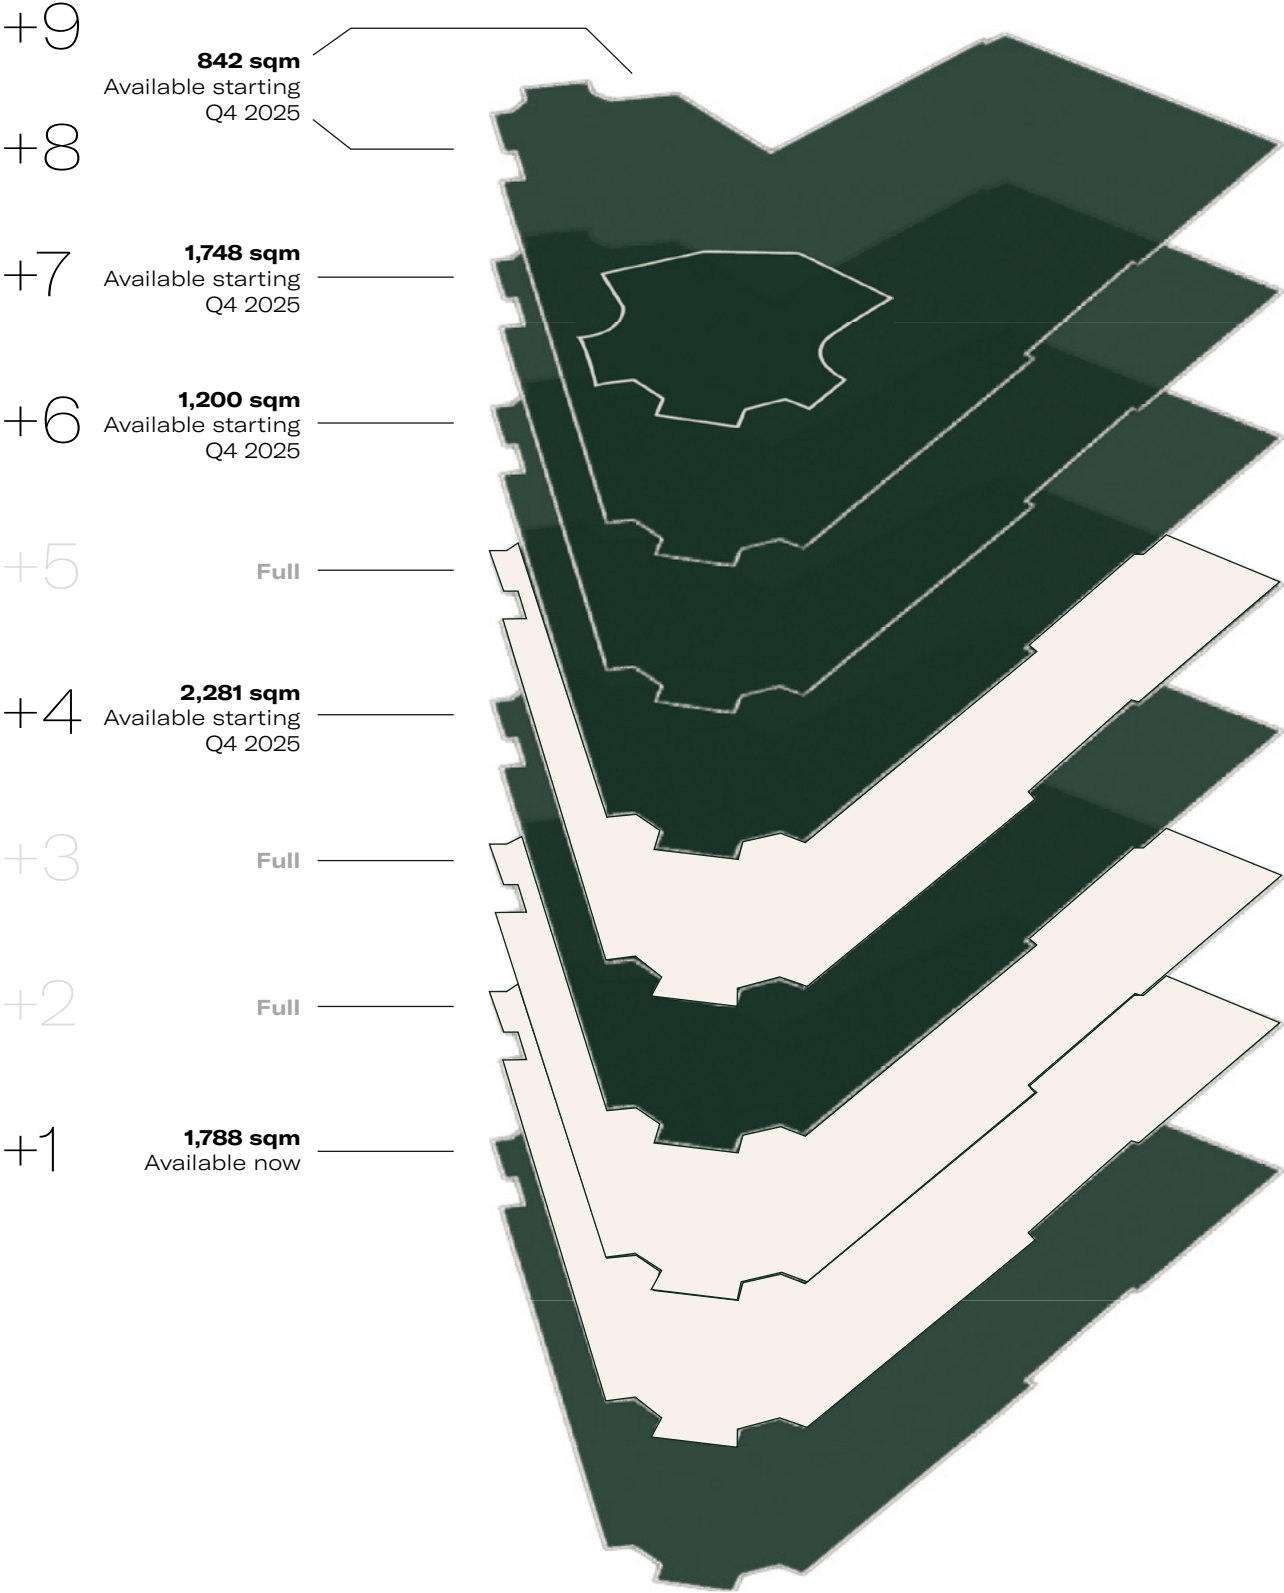 +9
842 sqm
Available starting
Q4 2025
+8
+7
1,748 sqm
Available starting
Q4 2025
+6
1,200 sqm
Available starting
Q4 2025
+5
Full
+4
2,281 sqm
Available starting
Q4 2025
+3
Full
+2
Full
+1
1,788 sqm
Available now